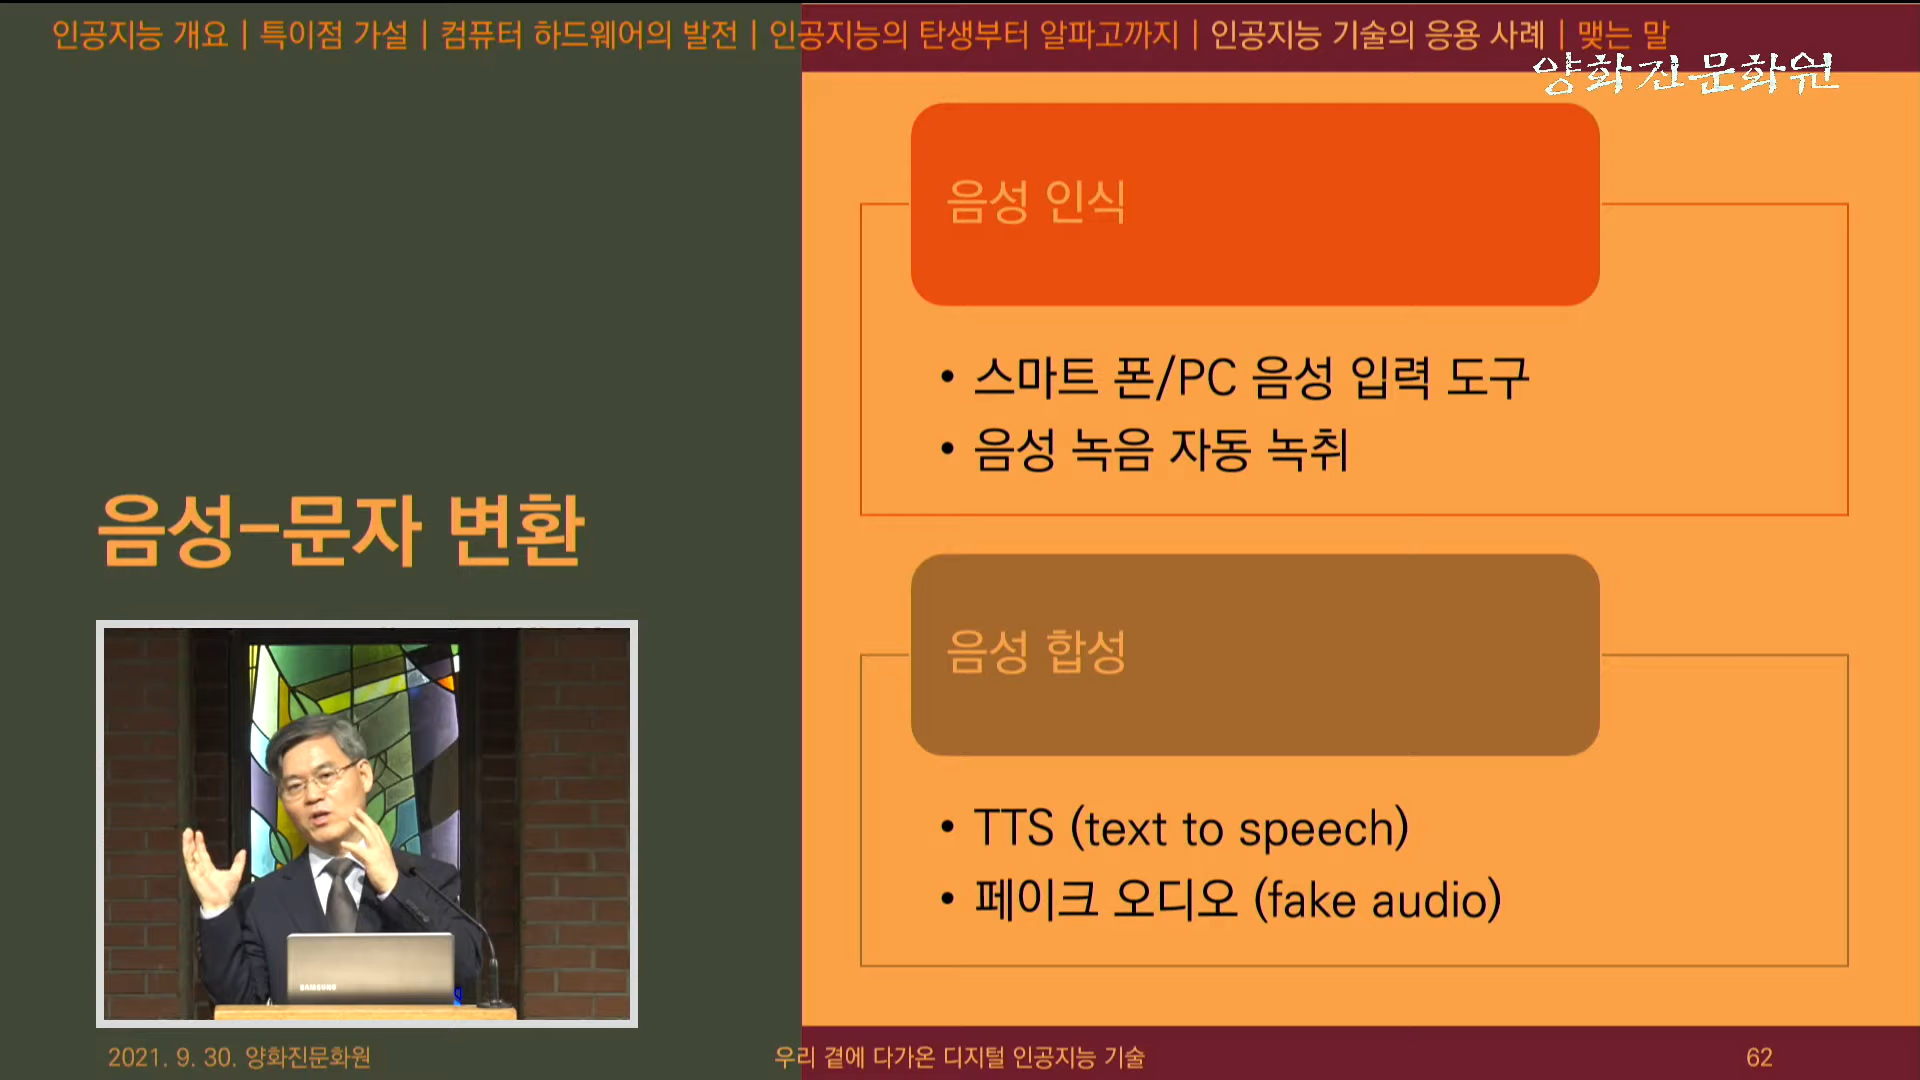 인공지능 개요 | 특이점 가설 | 컴퓨터 하드웨어의 발전 | 인공지능의 탄생부터 알파고까지 | 인공지능 기술의 응용 사례 | 맺는 말
양화진문화원
음성 인식
• 스마트 폰/PC 음성 입력 도구
• 음성 녹음 자동 녹취
음성-문자 변환
음성 합성
• TTS (text to speech)
• 페이크 오디오 (fake audio)
SAMSUNG
2021. 9. 30. 양화진문화원
우리 곁에 다가온 디지털 인공지능 기술
62